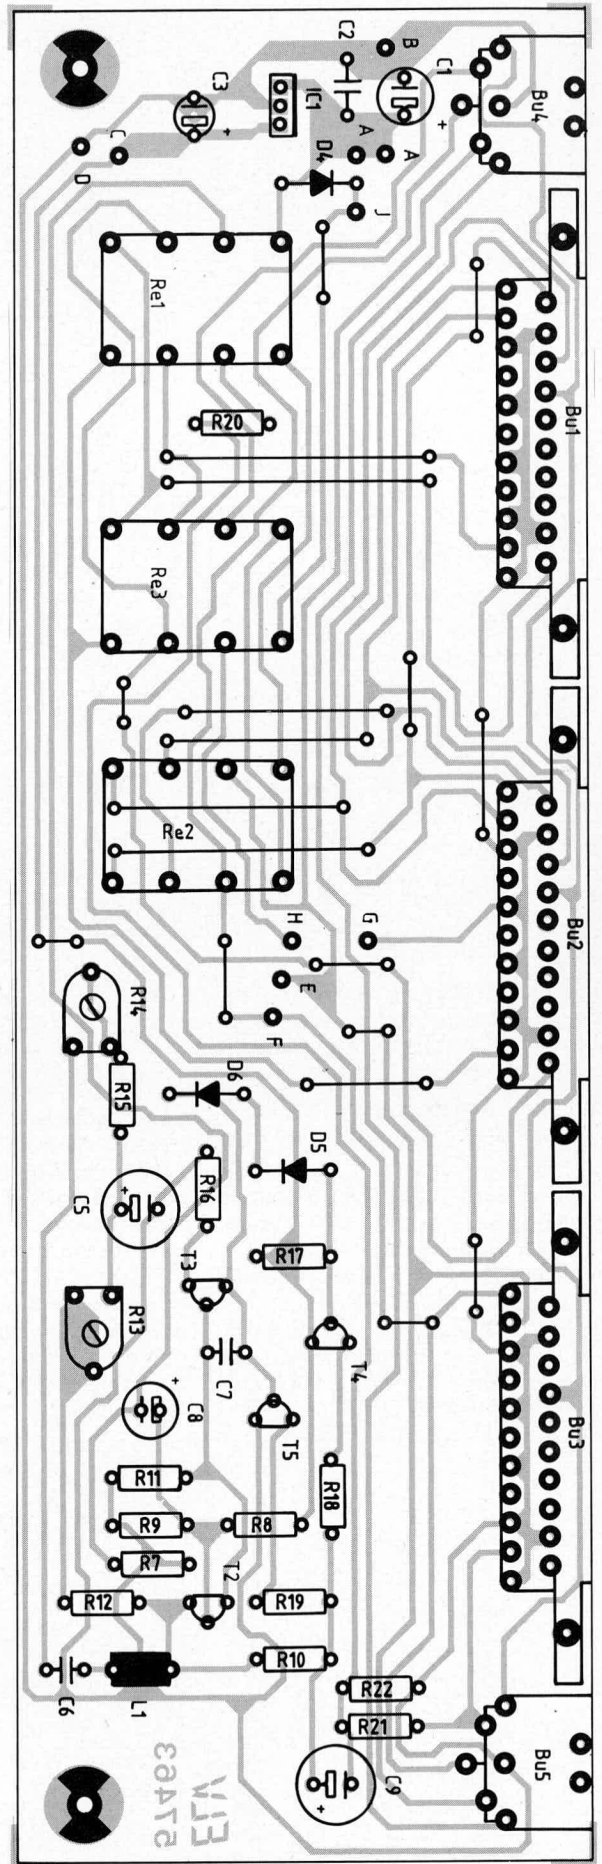 Bu4
C2
B
C1
+
C3
IC1
+
A
A
D4
C
D
J
Re1
Bu1
R20
Re3
Re2
Bu2
H
G
E
F
R14
R15
D6
D5
R16
+
C5
R17
T3
R13
T4
C7
+
C8
T5
Bu3
R11
R18
R9
R8
R7
T2
R12
R19
R10
R22
R21
C6
L1
Bu5
C9
+
57463
ELV